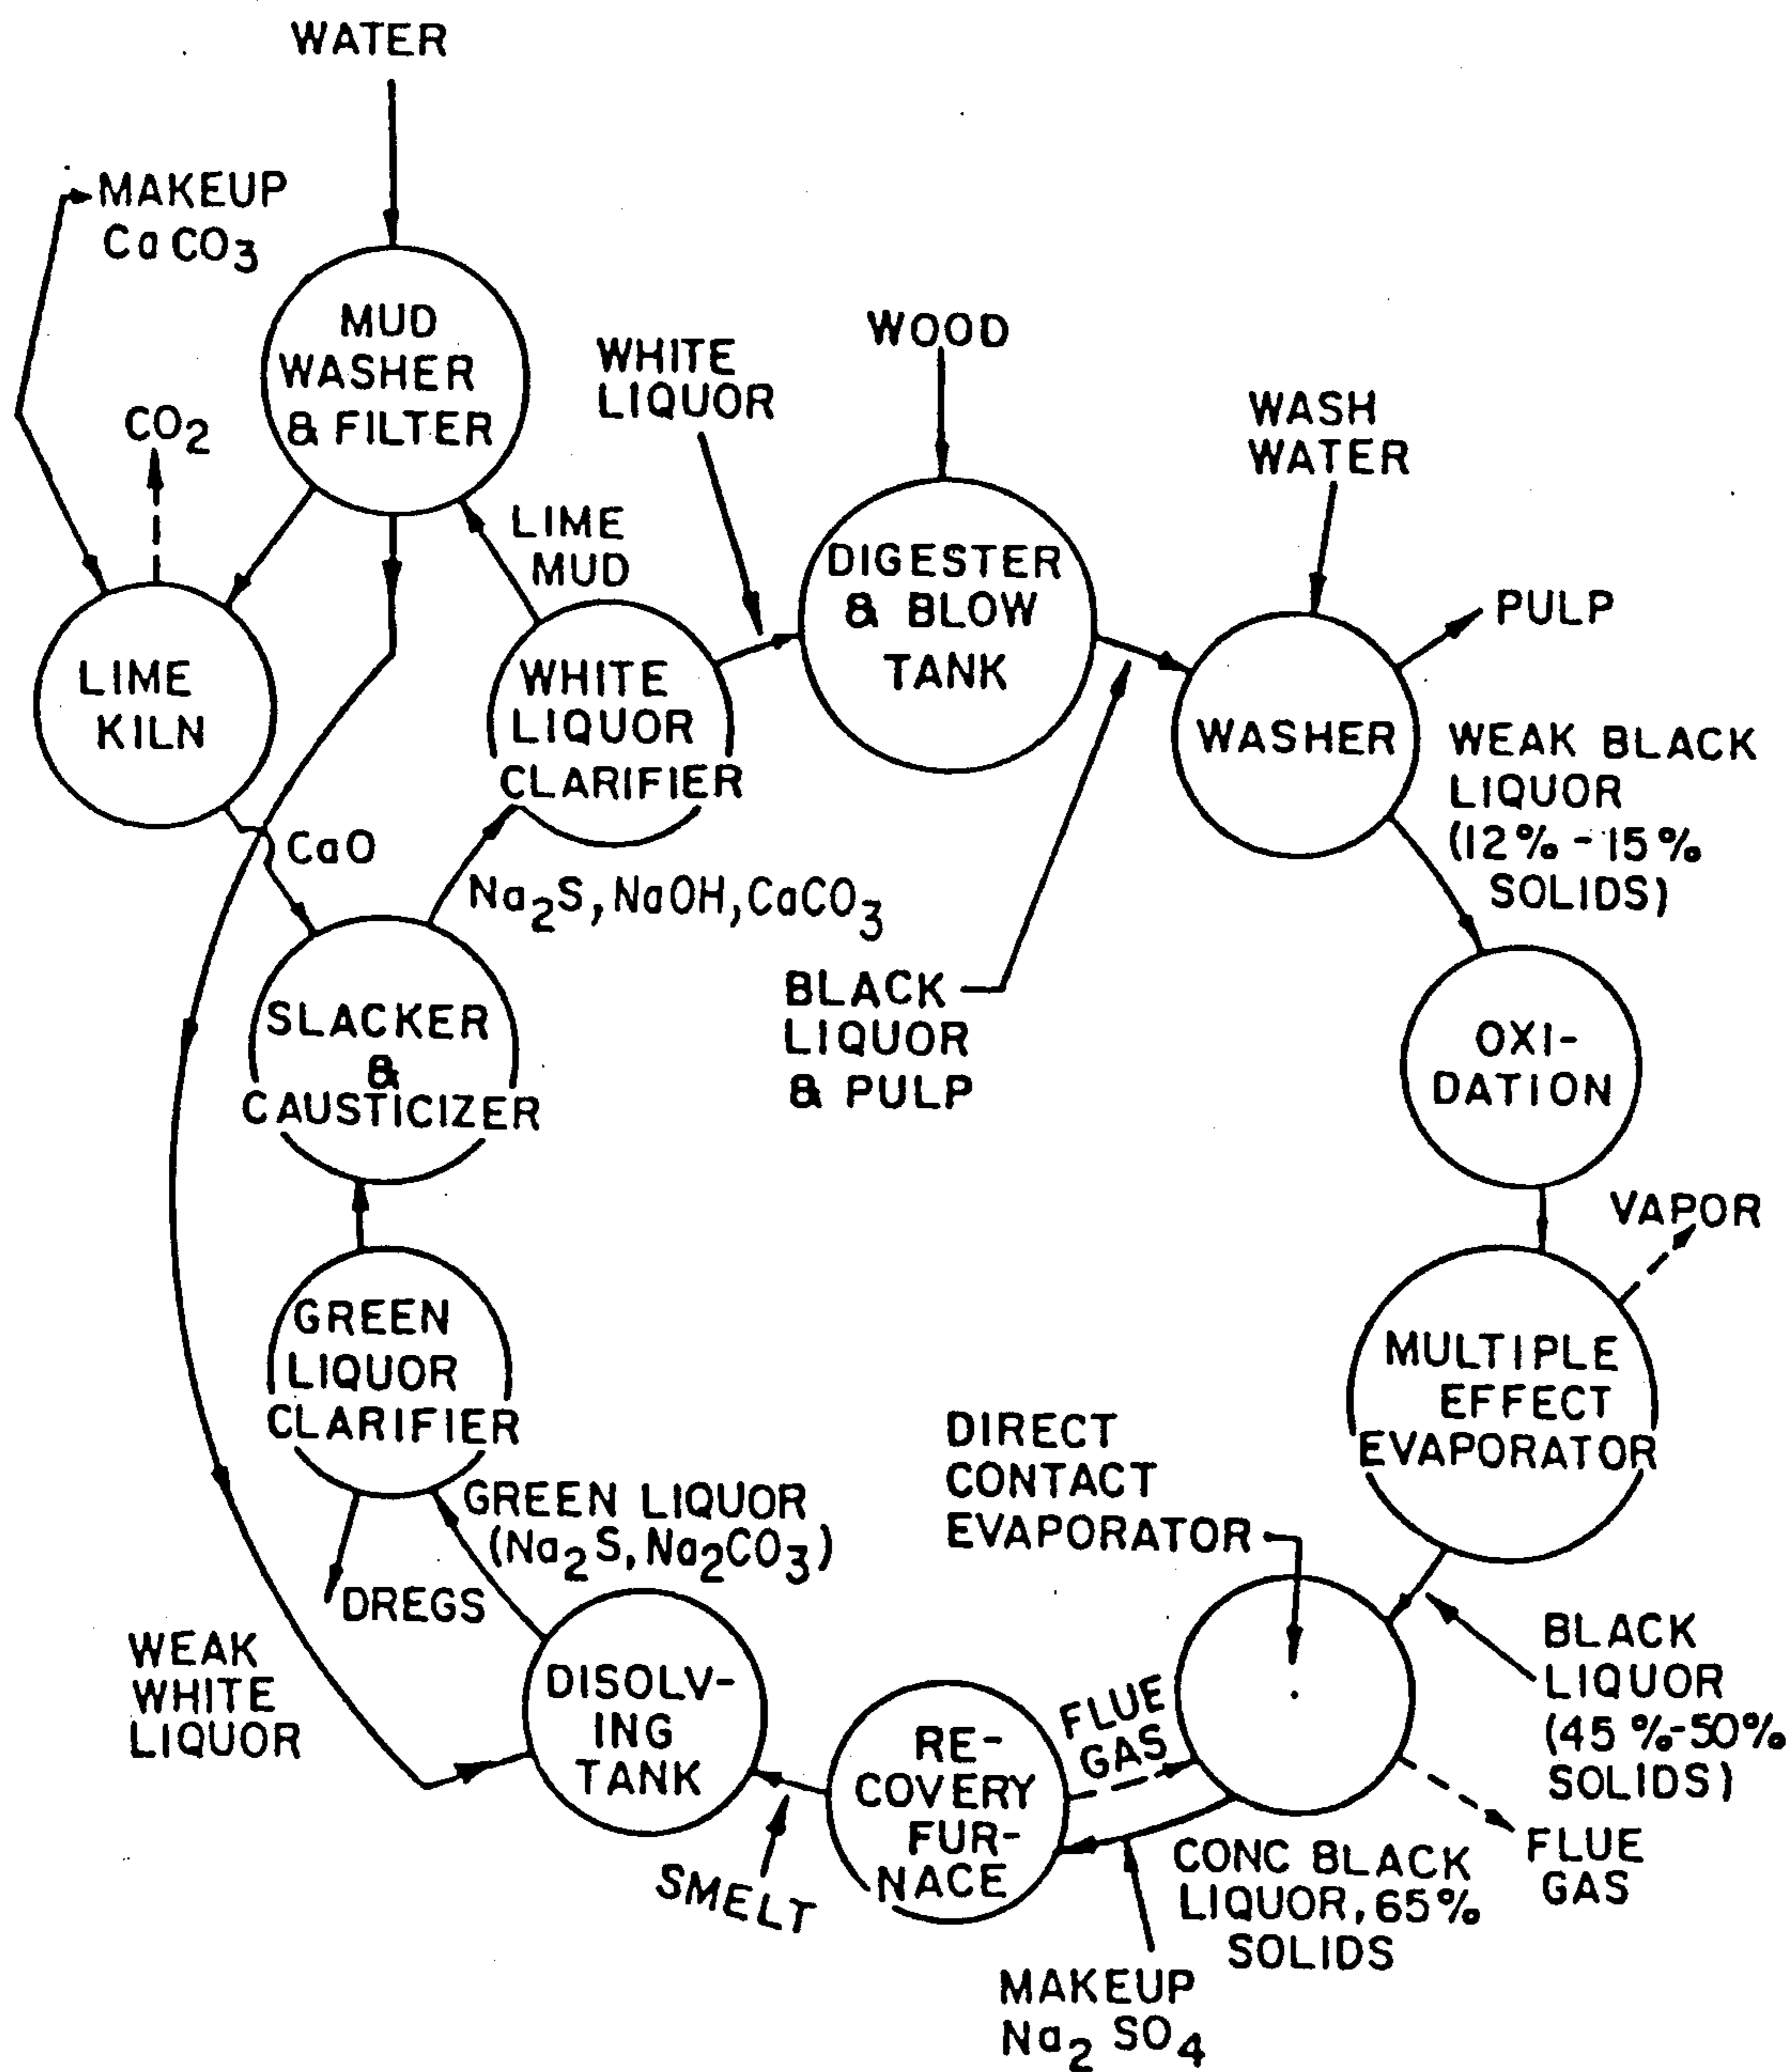 WATER
MAKEUP
CaCO3
MUD
WASHER
& FILTER
WHITE
LIQUOR
WOOD
WASH
WATER
CO2
LIME
MUD
DIGESTER
& BLOW
TANK
PULP
LIME
KILN
WHITE
LIQUOR
CLARIFIER
WASHER
WEAK BLACK
LIQUOR
(12%-15%
SOLIDS)
CaO
Na2S, NaOH, CaCO3
BLACK
LIQUOR
& PULP
SLACKER
&
CAUSTICIZER
OXI-
DATION
VAPOR
GREEN
LIQUOR
CLARIFIER
MULTIPLE
EFFECT
EVAPORATOR
DIRECT
CONTACT
EVAPORATOR
GREEN LIQUOR
(Na2S, Na2CO3)
DREGS
WEAK
WHITE
LIQUOR
DISOLV-
ING
TANK
SMELT
RE-
COVERY
FUR-
NACE
FLUE
GAS
BLACK
LIQUOR
(45%-50%
SOLIDS)
FLUE
GAS
CONC BLACK
LIQUOR, 65%
SOLIDS
MAKEUP
Na2 SO4